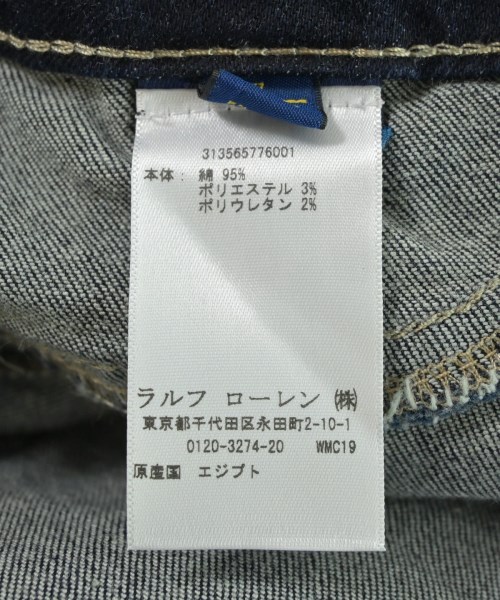 313565776001
本体: 綿 95%
ポリエステル 3%
ポリウレタン 2%
ラルフ ローレン ㈱
東京都千代田区永田町2-10-1
0120-3274-20 WMC19
原産国 エジプト